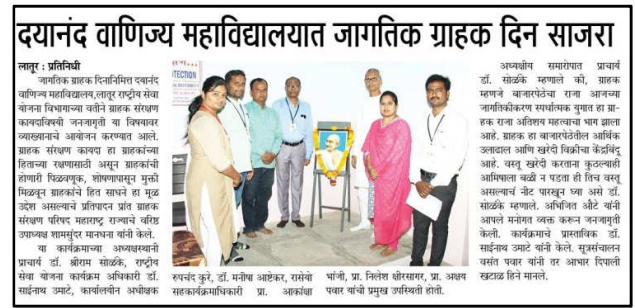 दयानंद वाणिज्य महाविद्यालयात जागतिक ग्राहक दिन साजरा
लातूर : प्रतिनिधी
जागतिक ग्राहक दिनानिमित्त दयानंद
वाणिज्य महाविद्यालय,लातूर राष्ट्रीय सेवा
योजना विभागाच्या वतीने ग्राहक संरक्षण
कायदाविषयी जनजागृती या विषयावर
व्याख्यानाचे आयोजन करण्यात आले.
ग्राहक संरक्षण कायदा हा ग्राहकांच्या
हिताच्या रक्षणासाठी असून ग्राहकांची
होणारी पिळवणूक, शोषणापासून मुक्ती
मिळवून ग्राहकांचे हित साधने हा मूळ
उद्देश असल्याचे प्रतिपादन प्रांत ग्राहक
संरक्षण परिषद महाराष्ट्र राज्याचे वरिष्ठ
उपाध्यक्ष शामसुंदर मानधना यांनी केले.
या कार्यक्रमाच्या अध्यक्षस्थानी
प्राचार्य डॉ. श्रीराम सोळंके, राष्ट्रीय
सेवा योजना कार्यक्रम अधिकारी डॉ.
साईनाथ उमाटे, कार्यालयीन अधीक्षक
OTECTION
रुपचंद कुरे, डॉ. मनीषा आष्टेकर, रासेयो
सहकार्यक्रमाधिकारी प्रा. आकांक्षा
भांजी, प्रा. निलेश क्षीरसागर, प्रा. अक्षय
पवार यांची प्रमुख उपस्थिती होती.
अध्यक्षीय समारोपात प्राचार्य
डॉ. सोळंके म्हणाले की, ग्राहक
म्हणजे बाजारपेठेचा राजा आजच्या
जागतिकीकरण स्पर्धात्मक युगात हा ग्रा-
हक राजा अतिशय महत्वाचा भाग झाला
आहे. ग्राहक हा बाजारपेठेतील आर्थिक
उलाढाल आणि खरेदी विक्रीचा केंद्रबिंदू
आहे. वस्तू खरेदी करताना कुठल्याही
आमिषाला बळी न पडता ही तिच वस्तू
असल्याचं नीट पारखून घ्या असे डॉ.
सोळंके म्हणाले. अभिजित औटे यांनी
आपले मनोगत व्यक्त करून जनजागृती
केली. कार्यक्रमाचे प्रास्ताविक डॉ.
साईनाथ उमाटे यांनी केले. सूत्रसंचालन
वसंत पवार यांनी तर आभार दिपाली
खटाळ हिने मानले.